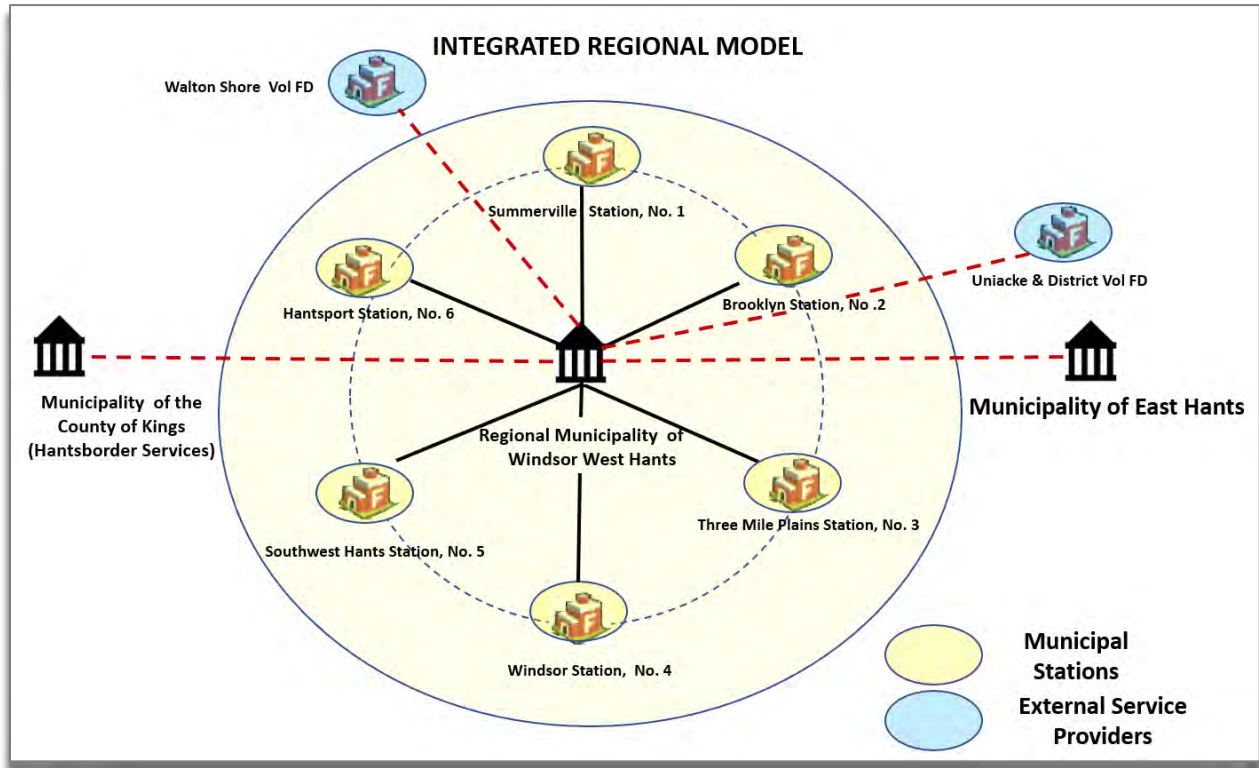 INTEGRATED REGIONAL MODEL
Walton Shore Vol FD
Summerville Station, No. 1
Uniacke & District Vol FD
Hantsport Station, No. 6
Brooklyn Station, No .2
Municipality of the
County of Kings
(Hantsborder Services)
Municipality of East Hants
Regional Municipality of
Windsor West Hants
Southwest Hants Station, No. 5
Three Mile Plains Station, No. 3
Windsor Station, No. 4
Municipal
Stations
External Service
Providers
F
F
F
F
F
F
F
F